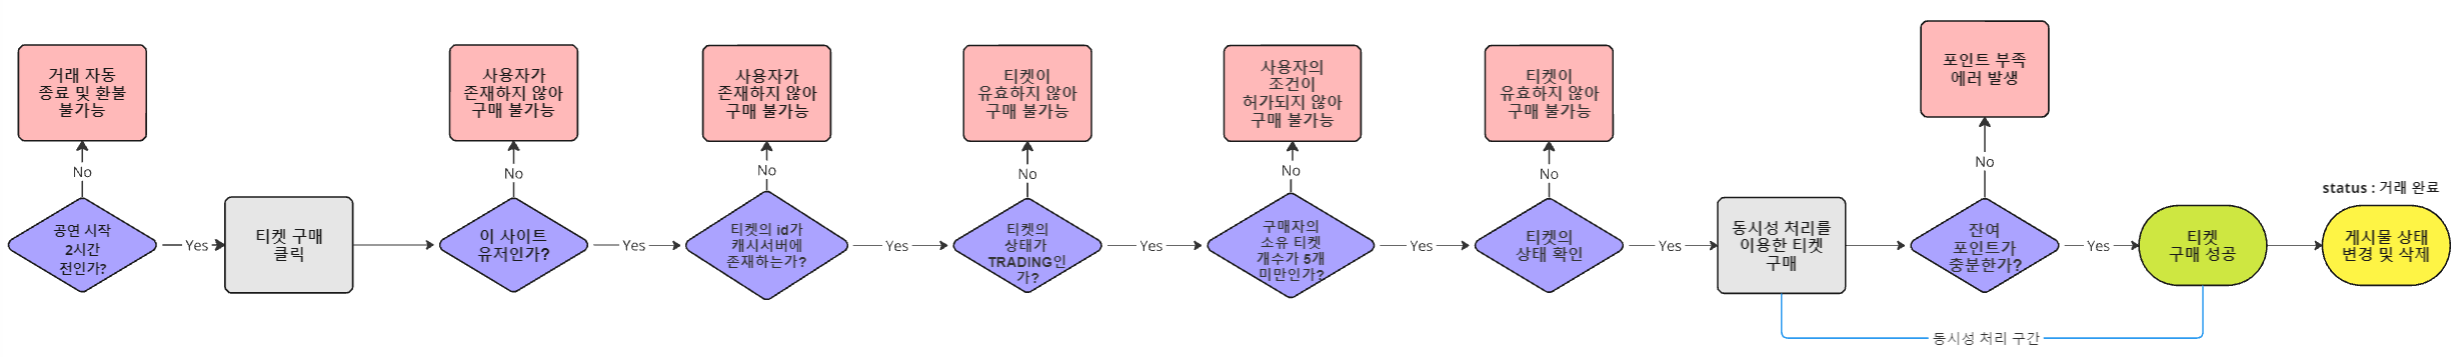 거래 자동
종료 및 환불
불가능
No
공연 시작
2시간
전인가?
Yes
티켓 구매
클릭
사용자가
존재하지 않아
구매 불가능
No
이 사이트
유저인가?
Yes
사용자가
존재하지 않아
구매 불가능
No
티켓의 id가
캐시서버에
존재하는가?
Yes
티켓이
유효하지 않아
구매 불가능
No
티켓의
상태가
TRADING인
가?
Yes
사용자의
조건이
허가되지 않아
구매 불가능
No
구매자의
소유 티켓
개수가 5개
미만인가?
Yes
티켓이
유효하지 않아
구매 불가능
No
티켓의
상태 확인
Yes
동시성 처리를
이용한 티켓
구매
포인트 부족
에러 발생
No
잔여
포인트가
충분한가?
Yes
티켓
구매 성공
status : 거래 완료
게시물 상태
변경 및 삭제
동시성 처리 구간